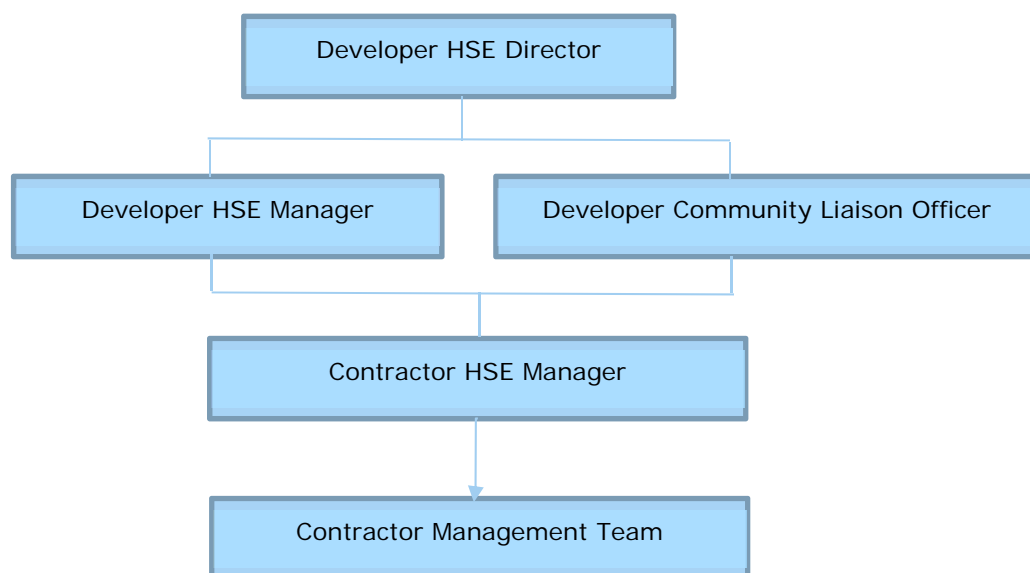 Developer HSE Director
Developer HSE Manager
Developer Community Liaison Officer
Contractor HSE Manager
Contractor Management Team